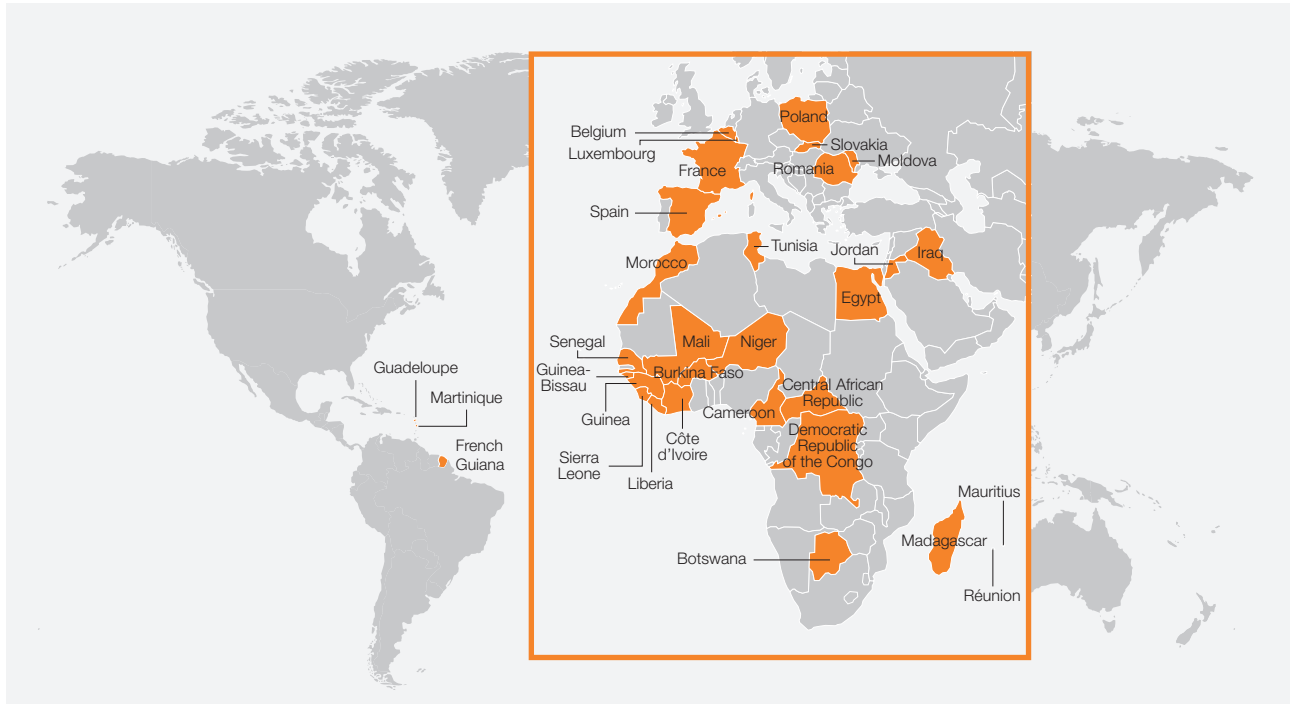 Poland
Belgium
Slovakia
Luxembourg
Moldova
France
Romania
Spain
Tunisia
Jordan
Iraq
Morocco
Egypt
Senegal
Mali
Niger
Guinea-
Bissau
Burkina Faso
Guadeloupe
Central African
Republic
Martinique
Guinea
Cameroon
Democratic
Republic
of the Congo
Côte
d’Ivoire
French
Guiana
Sierra
Leone
Liberia
Mauritius
Madagascar
Botswana
Réunion